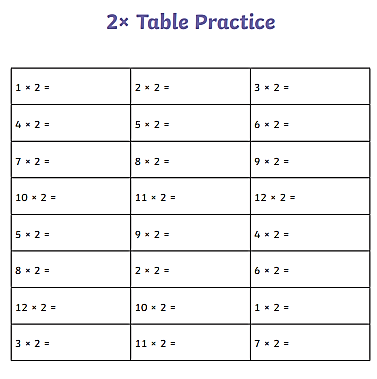 2× Table Practice
1 × 2 = 2 × 2 = 3 × 2 =
4 × 2 = 5 × 2 = 6 × 2 =
7 × 2 = 8 × 2 = 9 × 2 =
10 × 2 = 11 × 2 = 12 × 2 =
5 × 2 = 9 × 2 = 4 × 2 =
8 × 2 = 2 × 2 = 6 × 2 =
12 × 2 = 10 × 2 = 1 × 2 =
3 × 2 = 11 × 2 = 7 × 2 =